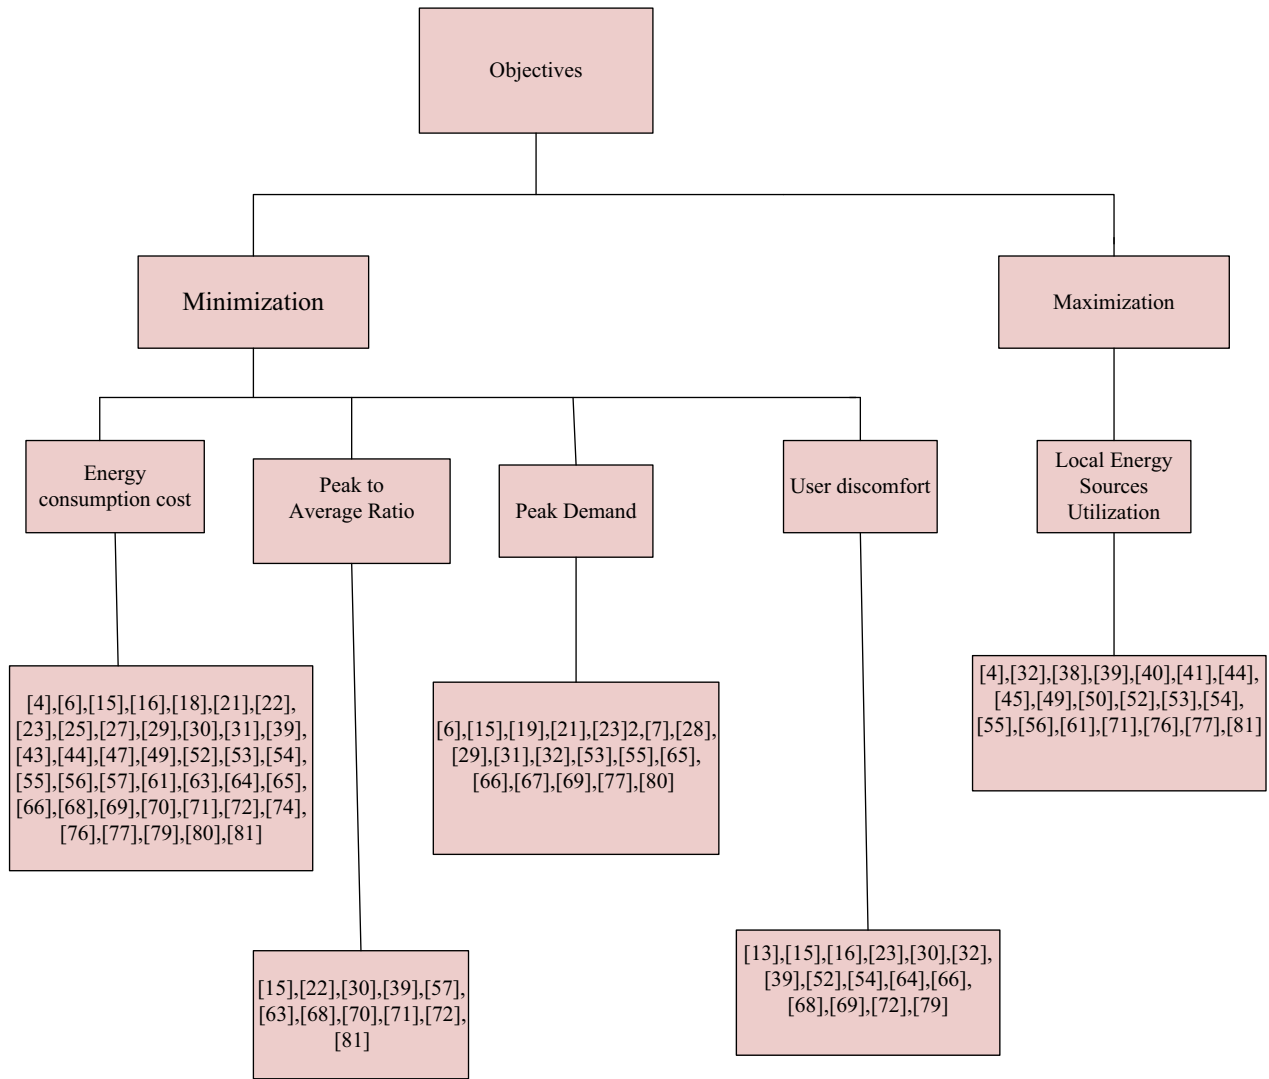 Objectives
Minimization
Maximization
Energy
consumption cost
Peak to
Average Ratio
Peak Demand
User discomfort
Local Energy
Sources
Utilization
[4],[6],[15],[16],[18],[21],[22],
[23],[25],[27],[29],[30],[31],[39],
[43],[44],[47],[49],[52],[53],[54],
[55],[56],[57],[61],[63],[64],[65],
[66],[68],[69],[70],[71],[72],[74],
[76],[77],[79],[80],[81]
[15],[22],[30],[39],[57],
[63],[68],[70],[71],[72],
[81]
[6],[15],[19],[21],[23]2,[7],[28],
[29],[31],[32],[53],[55],[65],
[66],[67],[69],[77],[80]
[13],[15],[16],[23],[30],[32],
[39],[52],[54],[64],[66],
[68],[69],[72],[79]
[4],[32],[38],[39],[40],[41],[44],
[45],[49],[50],[52],[53],[54],
[55],[56],[61],[71],[76],[77],[81]